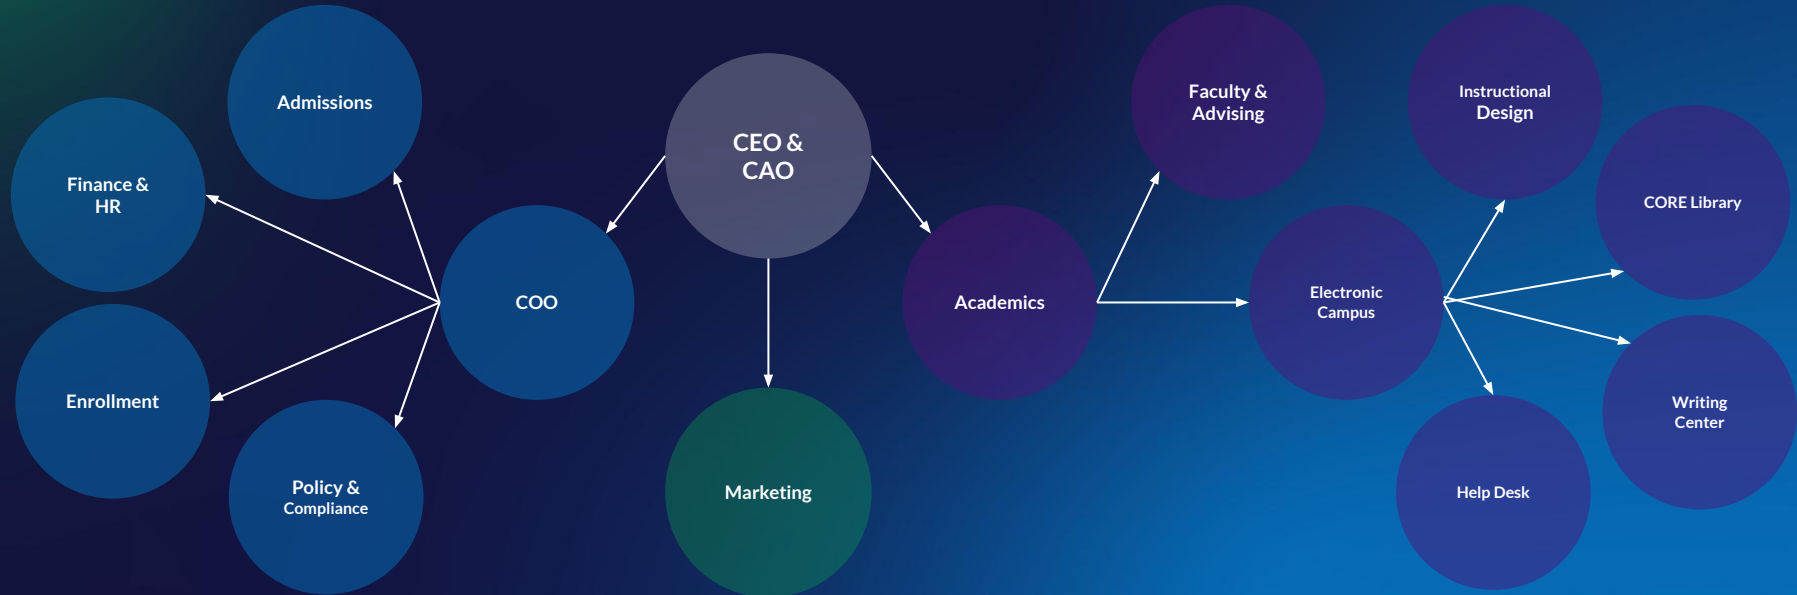 Admissions
Finance &
HR
Enrollment
Policy &
Compliance
COO
CEO &
CAO
Marketing
Academics
Faculty &
Advising
Electronic
Campus
Instructional
Design
CORE Library
Writing
Center
Help Desk